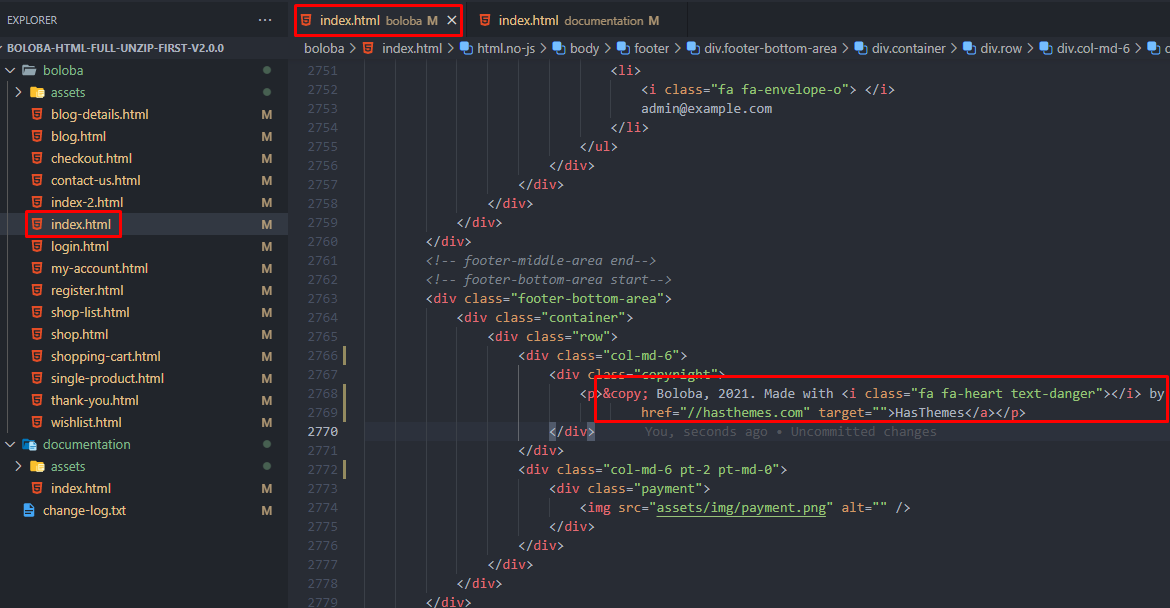 EXPLORER ···
index.html boloba M ×
index.html documentation M
BOLOBA-HTML-FULL-UNZIP-FIRST-V2.0.0
boloba > index.html > html.no-js > body > footer > div.footer-bottom-area > div.container > div.row > div.col-md-6 >
boloba
assets
blog-details.html M
blog.html M
checkout.html M
contact-us.html M
index-2.html M
index.html M
login.html M
my-account.html M
register.html M
shop-list.html M
shop.html M
shopping-cart.html M
single-product.html M
thank-you.html M
wishlist.html M
documentation
assets
index.html M
change-log.txt M
2751 <li>
2752 <i class="fa fa-envelope-o"> </i>
2753 admin@example.com
2754 </li>
2755 </ul>
2756 </div>
2757 </div>
2758 </div>
2759 </div>
2760 </div>
2761 <!-- footer-middle-area end-->
2762 <!-- footer-bottom-area start-->
2763 <div class="footer-bottom-area">
2764 <div class="container">
2765 <div class="row">
2766 <div class="col-md-6">
2767 <div class="copyright">
2768 <p>&copy; Boloba, 2021. Made with <i class="fa fa-heart text-danger"></i> by
2769 href="//hasthemes.com" target="">HasThemes</a></p>
2770 </div> You, seconds ago • Uncommitted changes
2771 </div>
2772 <div class="col-md-6 pt-2 pt-md-0">
2773 <div class="payment">
2774 <img src="assets/img/payment.png" alt="" />
2775 </div>
2776 </div>
2777 </div>
2778 </div>
2779 </div>